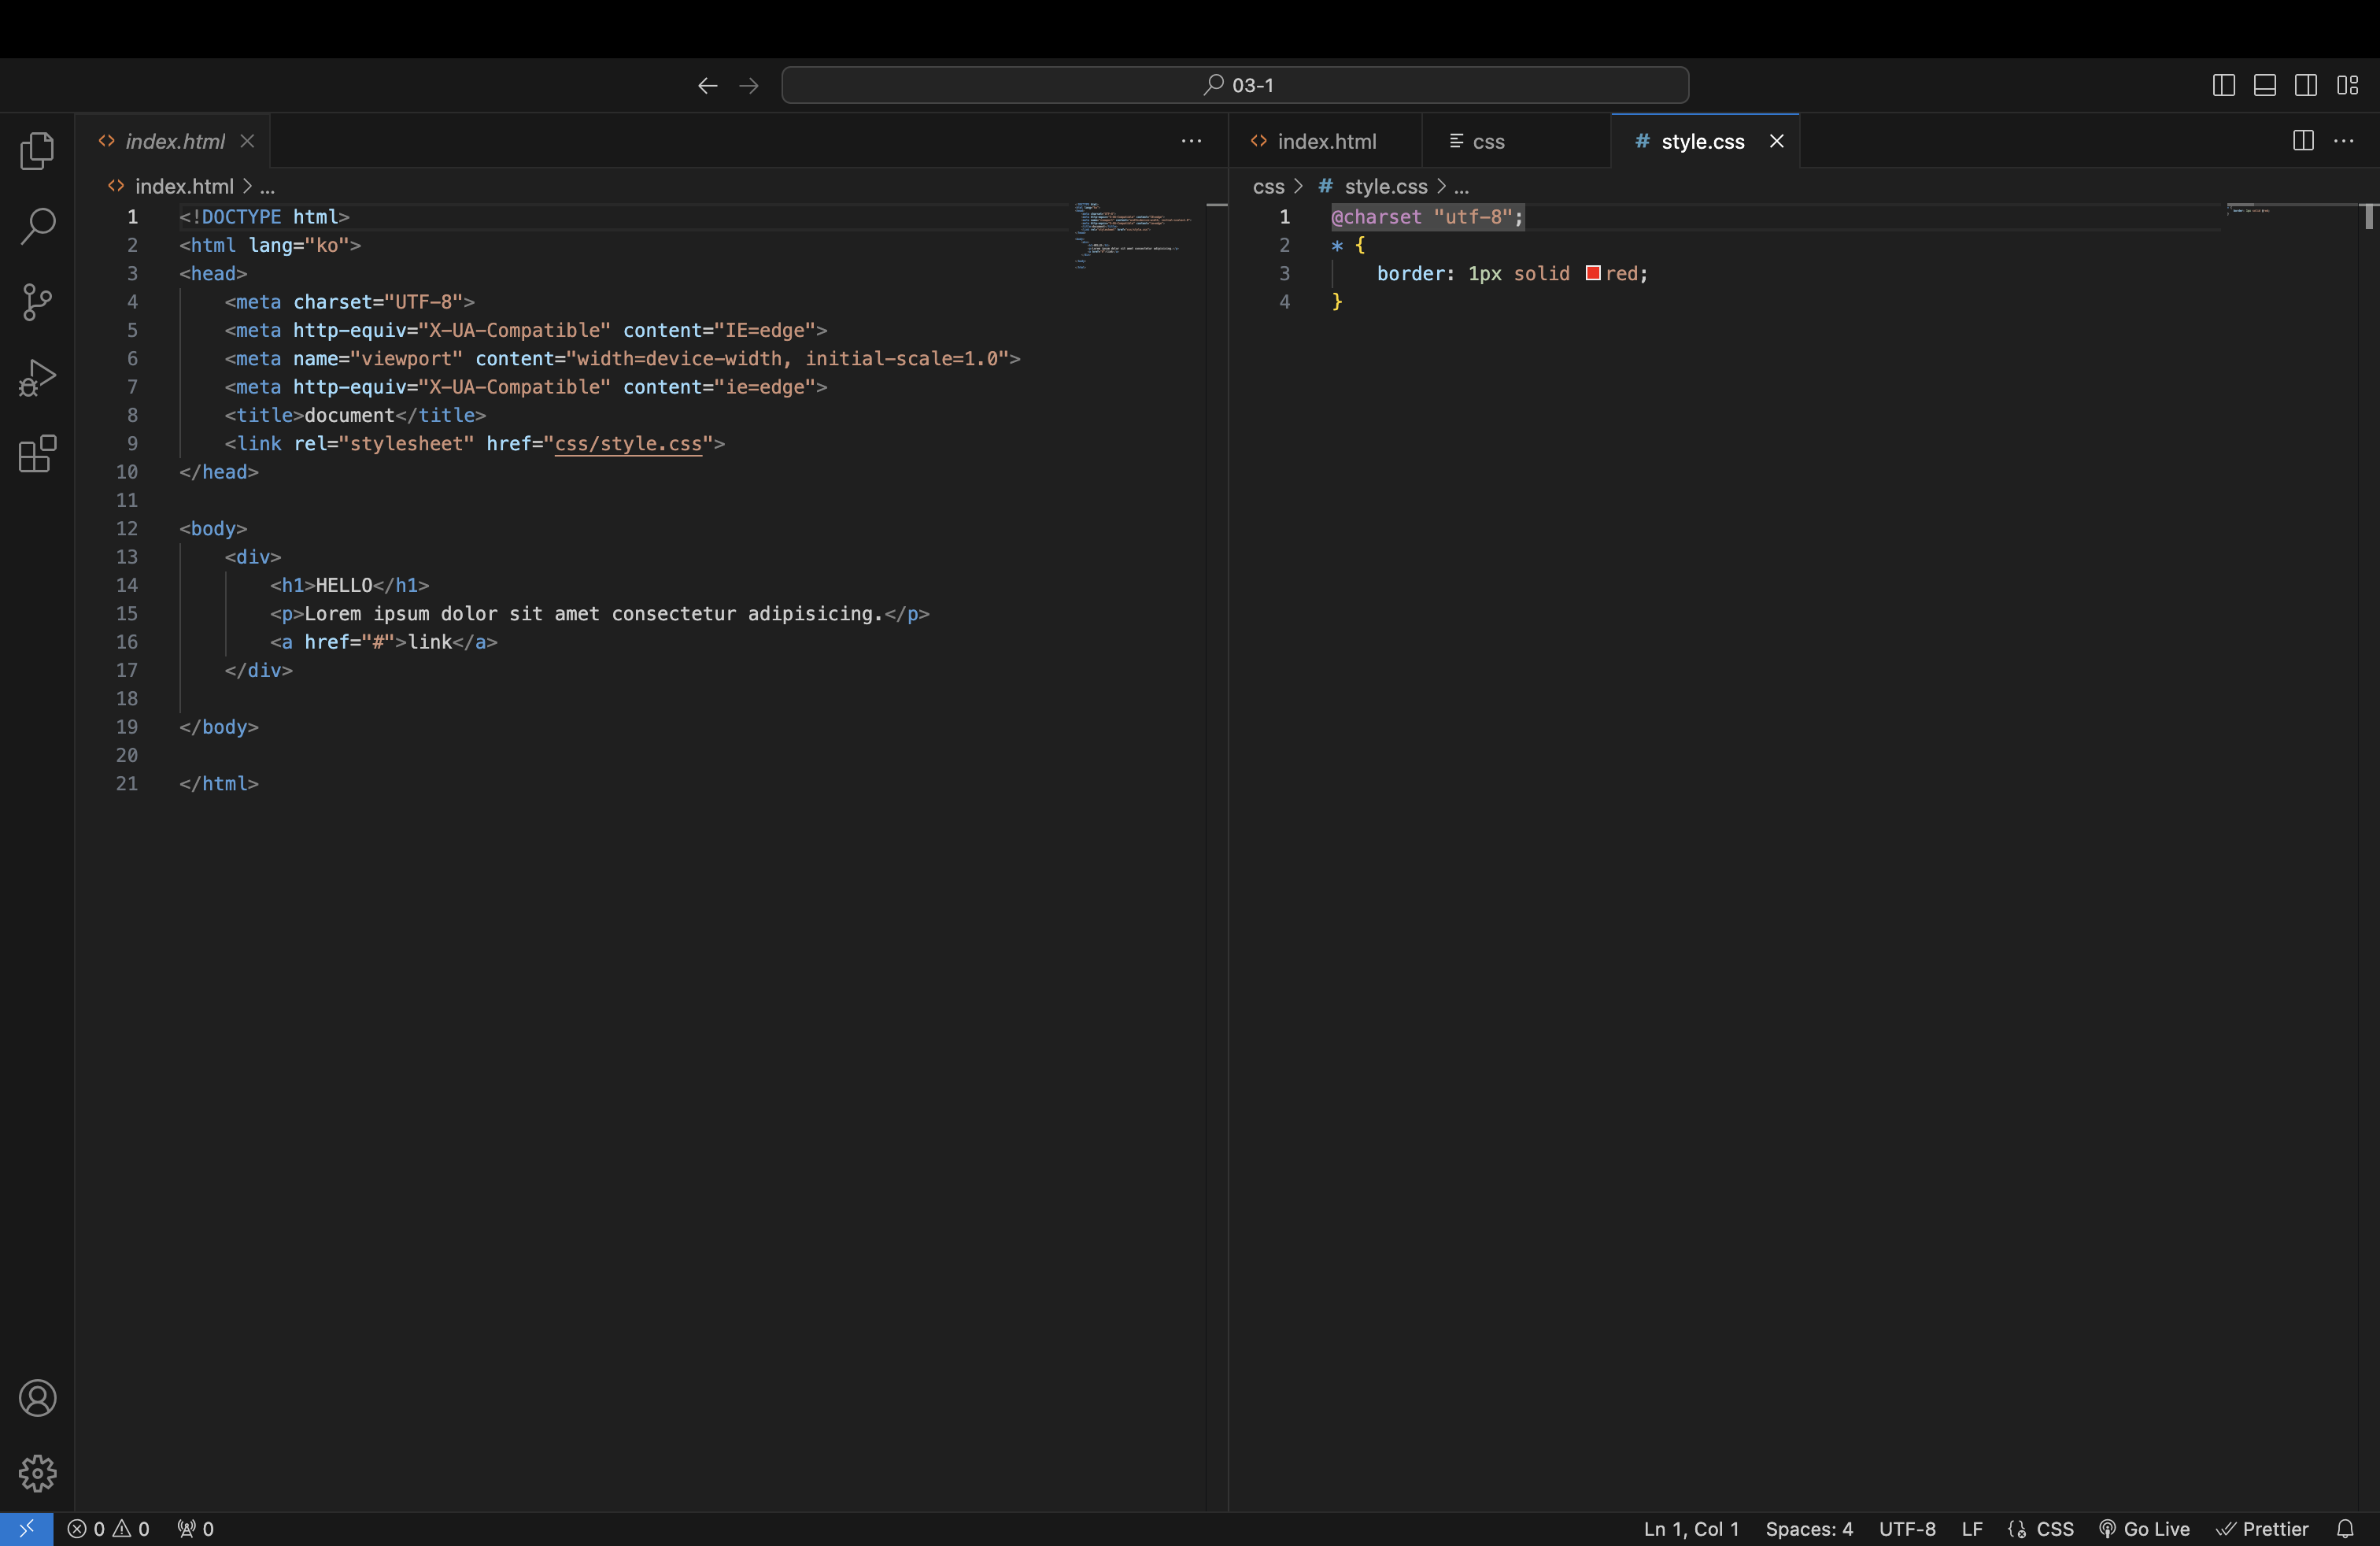 03-1
index.html
index.html > ...
1 <!DOCTYPE html>
2 <html lang="ko">
3 <head>
4     <meta charset="UTF-8">
5     <meta http-equiv="X-UA-Compatible" content="IE=edge">
6     <meta name="viewport" content="width=device-width, initial-scale=1.0">
7     <meta http-equiv="X-UA-Compatible" content="ie=edge">
8     <title>document</title>
9     <link rel="stylesheet" href="css/style.css">
10 </head>
11
12 <body>
13     <div>
14         <h1>HELLO</h1>
15         <p>Lorem ipsum dolor sit amet consectetur adipisicing.</p>
16         <a href="#">link</a>
17     </div>
18
19 </body>
20
21 </html>
index.html css # style.css
css > # style.css > ...
1 @charset "utf-8";
2 * {
3     border: 1px solid red;
4 }
0 0 0 Ln 1, Col 1 Spaces: 4 UTF-8 LF CSS Go Live Prettier